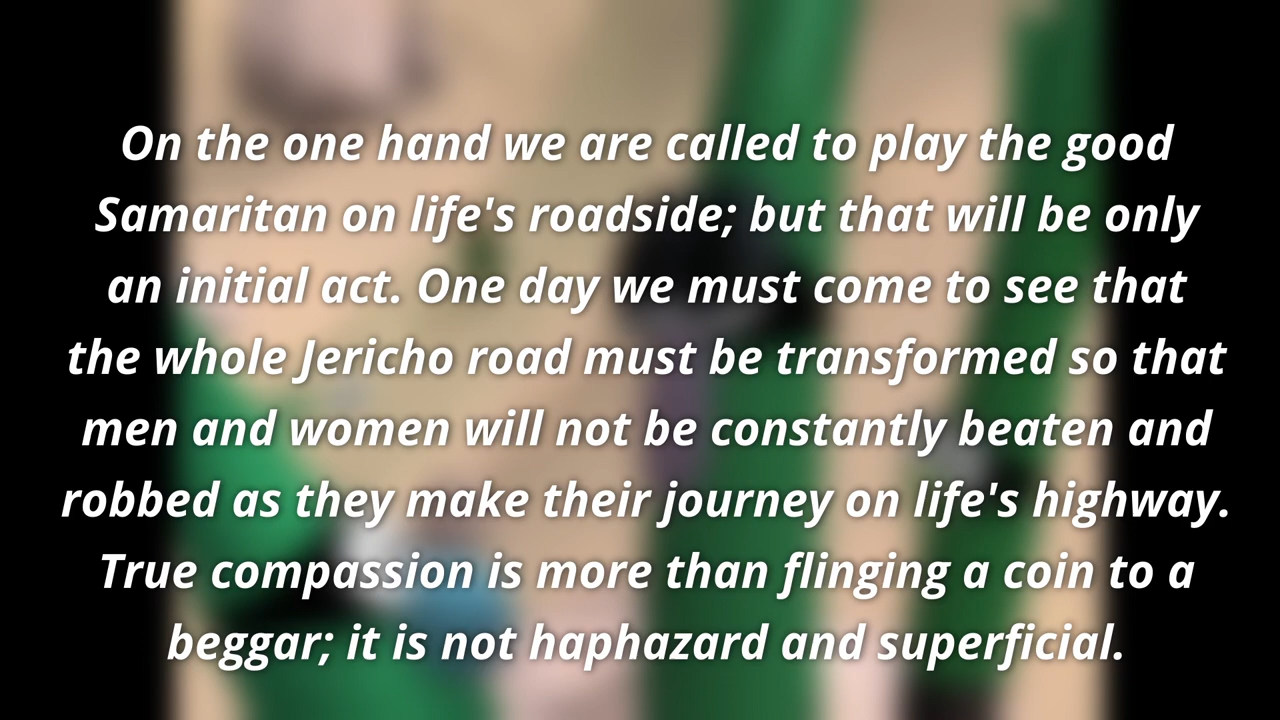 On the one hand we are called to play the good
Samaritan on life's roadside; but that will be only
an initial act. One day we must come to see that
the whole Jericho road must be transformed so that
men and women will not be constantly beaten and
robbed as they make their journey on life's highway.
True compassion is more than flinging a coin to a
beggar; it is not haphazard and superficial.